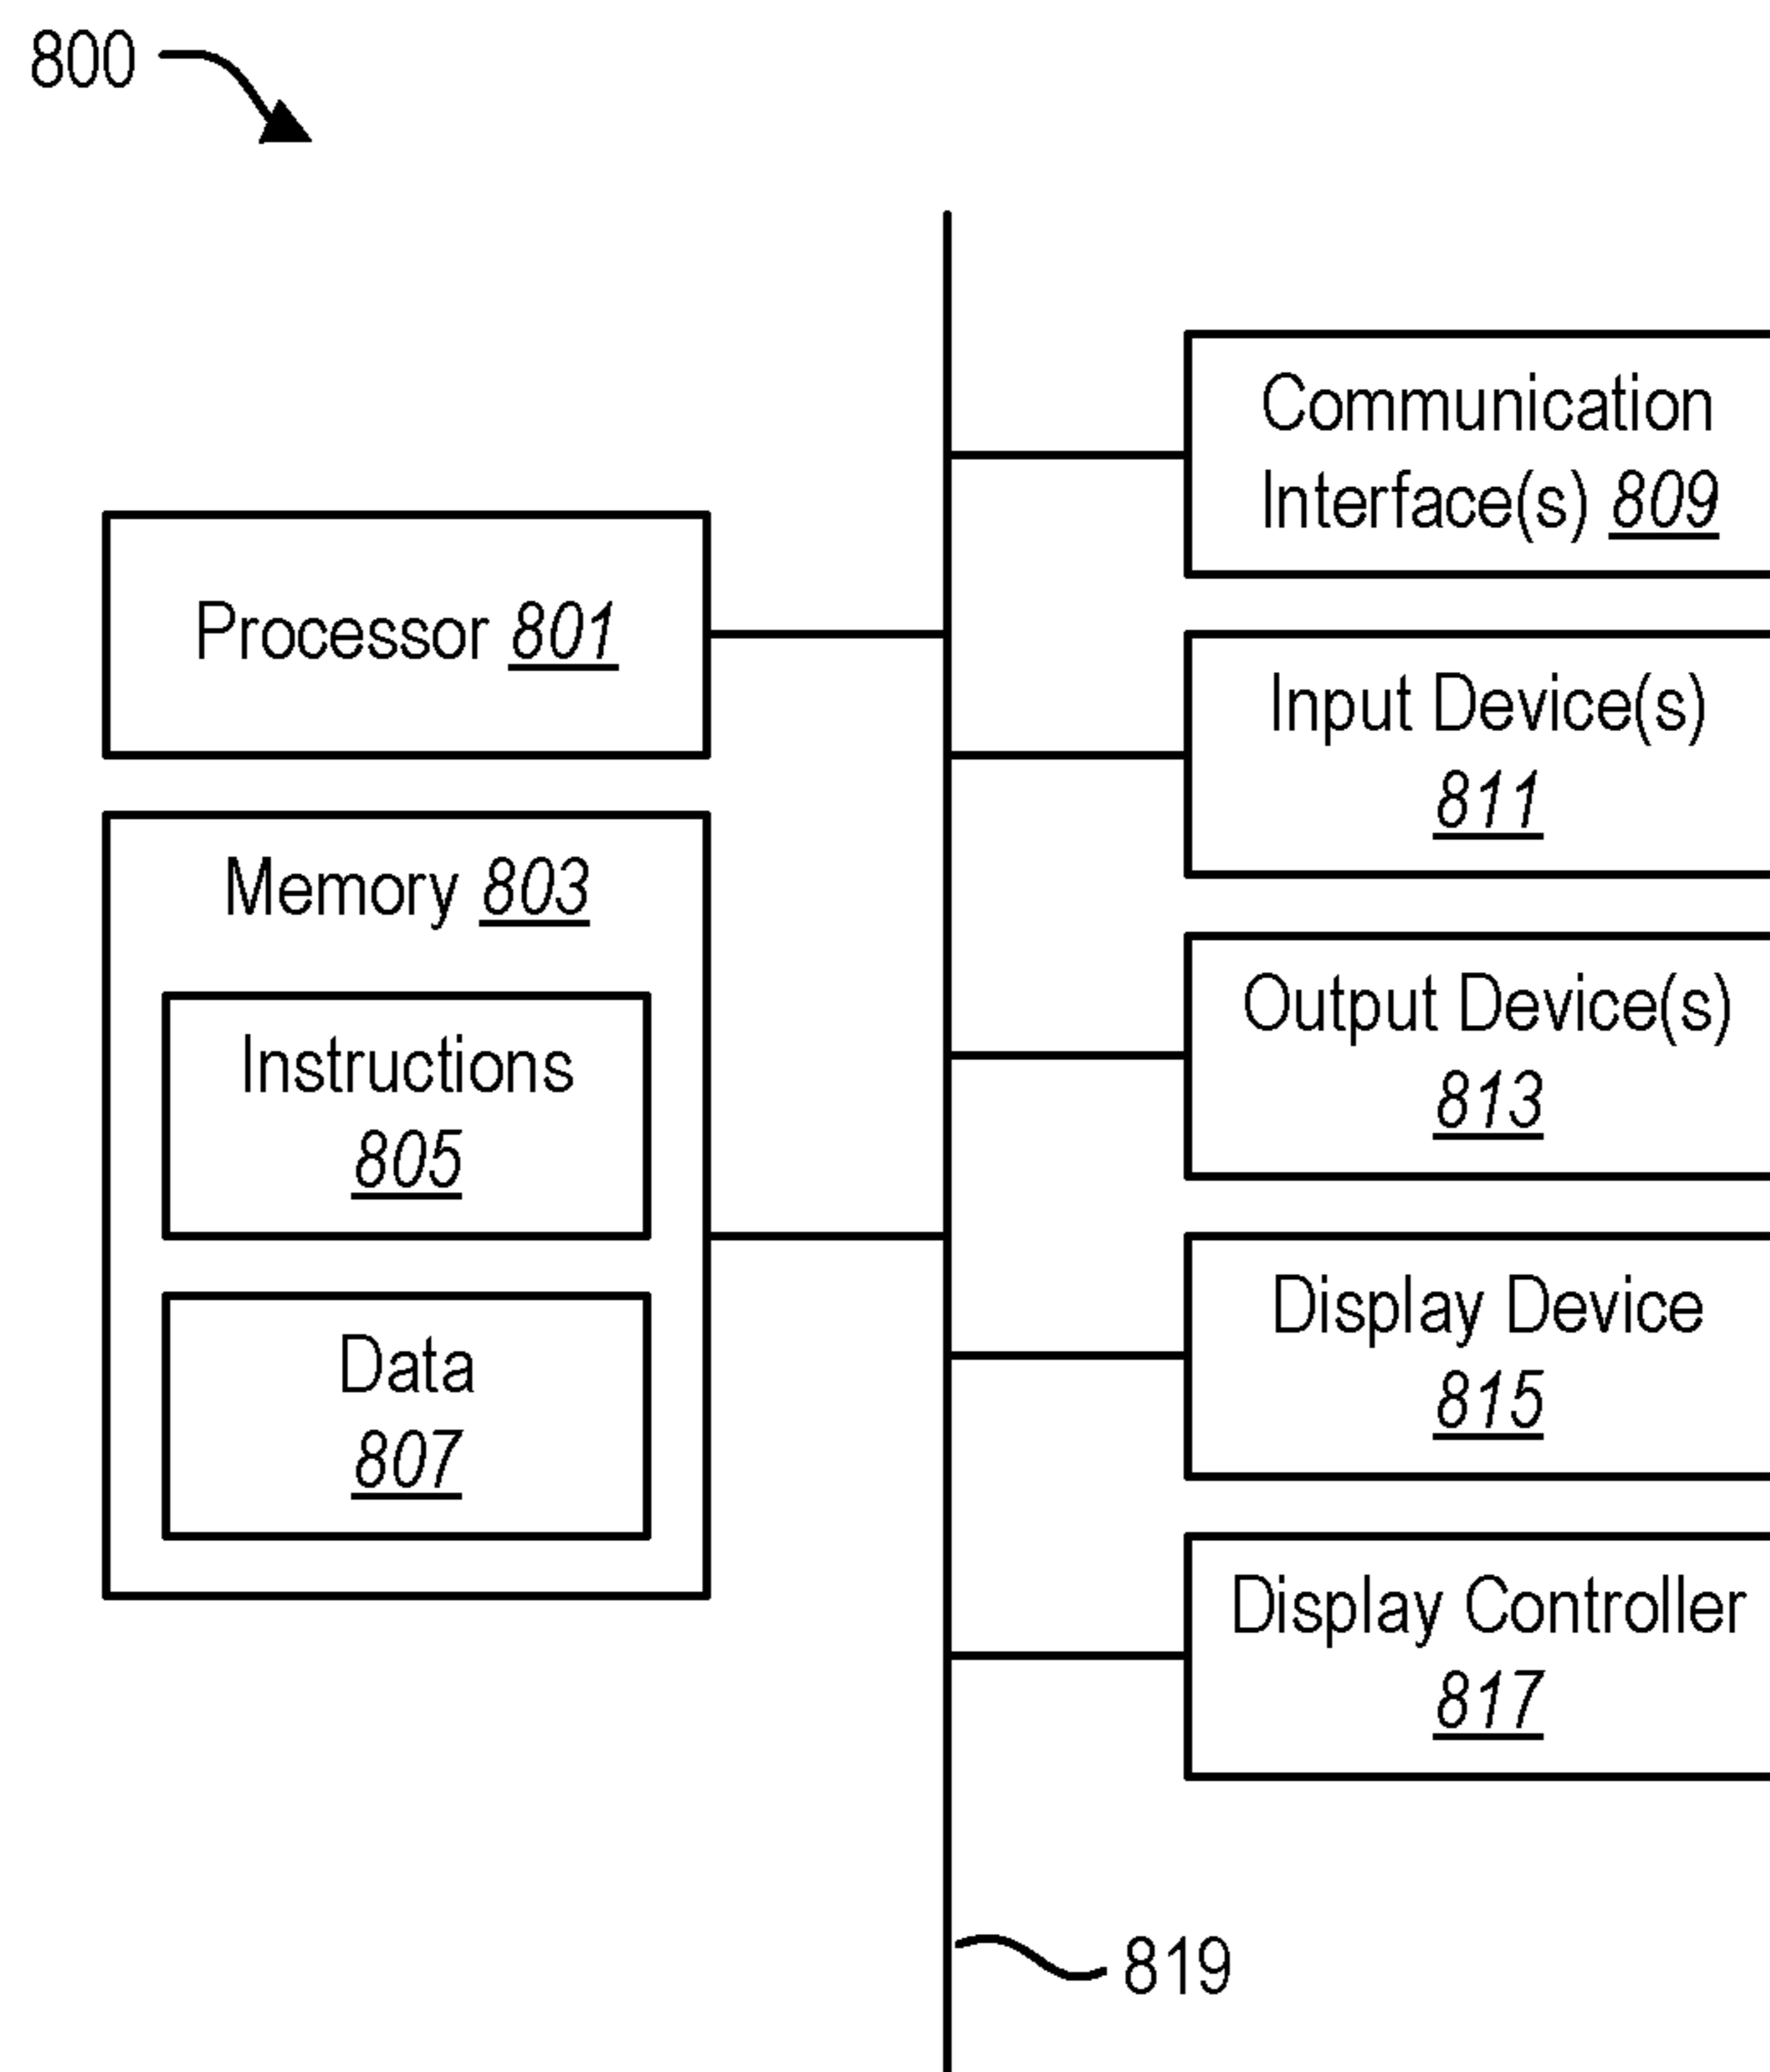 800
Processor 801
Memory 803
Instructions
805
Data
807
Communication
Interface(s) 809
Input Device(s)
811
Output Device(s)
813
Display Device
815
Display Controller
817
819